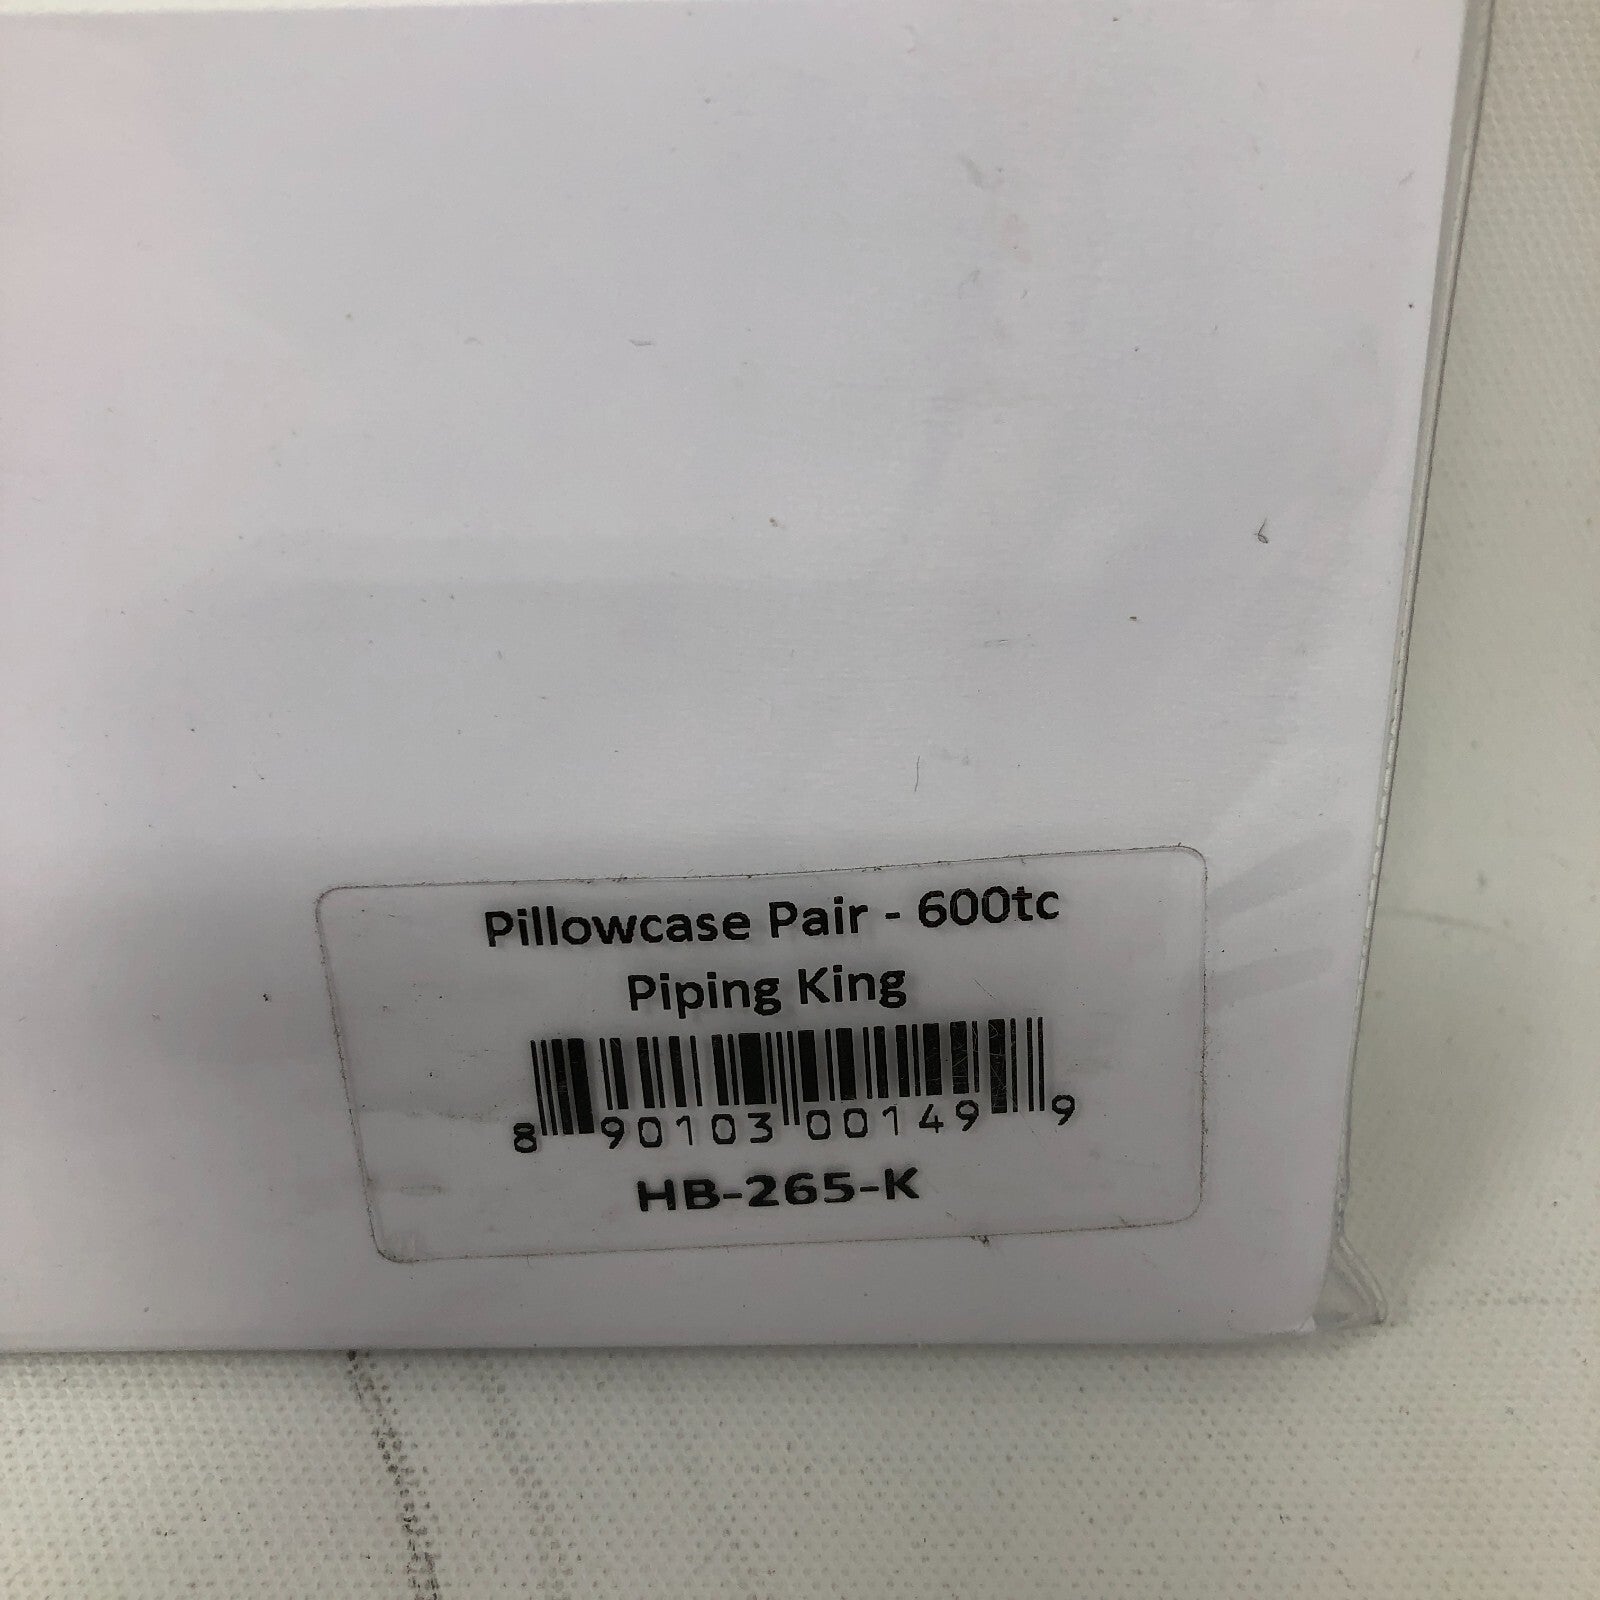 Pillowcase Pair - 600tc
Piping King
8 90103 00149 9
HB-265-K